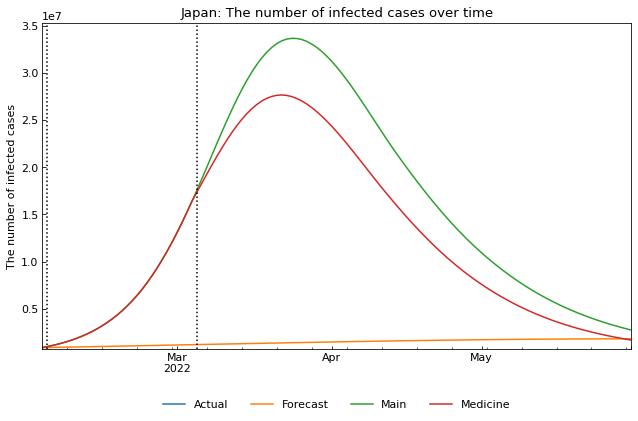 Japan: The number of infected cases over time
1e7
3.5
3.0
2.5
2.0
1.5
1.0
0.5
The number of infected cases
Mar Apr May
2022
Actual Forecast Main Medicine